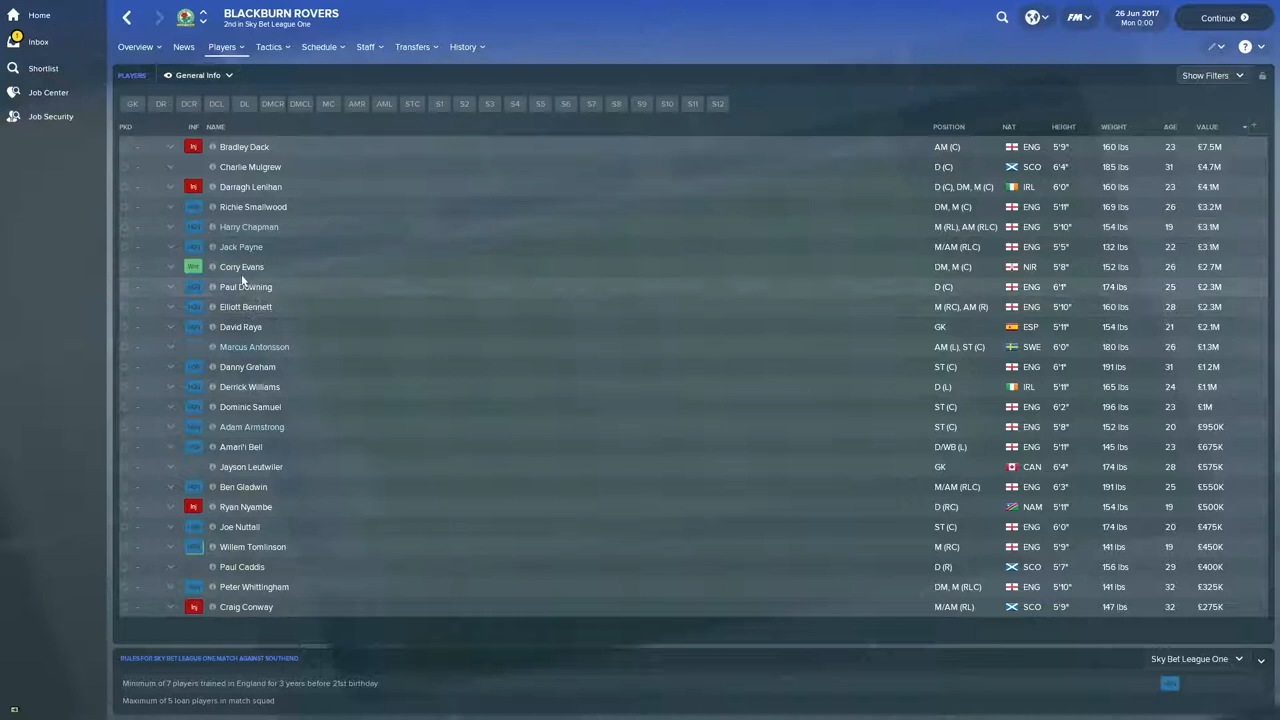 Home
BLACKBURN ROVERS
2nd in Sky Bet League One
26 Jun 2017
Mon 0:00
Continue
1
Inbox
Overview News Players Tactics Schedule Staff Transfers History
Shortlist
Job Center
Job Security
PLAYERS General Info Show Filters
GK DR DCR DCL DL DMCR DMCL MC AMR AML STC S1 S2 S3 S4 S5 S6 S7 S8 S9 S10 S11 S12
PKD INF NAME POSITION NAT HEIGHT WEIGHT AGE VALUE
- Inj Bradley Dack AM (C) ENG 5'9" 160 lbs 23 £7.5M
- Charlie Mulgrew D (C) SCO 6'4" 185 lbs 31 £4.7M
- Inj Darragh Lenihan D (C), DM, M (C) IRL 6'0" 160 lbs 23 £4.1M
- Richie Smallwood DM, M (C) ENG 5'11" 169 lbs 26 £3.2M
- Harry Chapman M (RL), AM (RLC) ENG 5'10" 154 lbs 19 £3.1M
- Jack Payne M/AM (RLC) ENG 5'5" 132 lbs 22 £3.1M
- Wnt Corry Evans DM, M (C) NIR 5'8" 152 lbs 26 £2.7M
- Paul Downing D (C) ENG 6'1" 174 lbs 25 £2.3M
- Elliott Bennett M (RC), AM (R) ENG 5'10" 160 lbs 28 £2.3M
- David Raya GK ESP 5'11" 154 lbs 21 £2.1M
- Marcus Antonsson AM (L), ST (C) SWE 6'0" 180 lbs 26 £1.3M
- Danny Graham ST (C) ENG 6'1" 191 lbs 31 £1.2M
- Derrick Williams D (L) IRL 5'11" 165 lbs 24 £1.1M
- Dominic Samuel ST (C) ENG 6'2" 196 lbs 23 £1M
- Adam Armstrong ST (C) ENG 5'8" 152 lbs 20 £950K
- Amari'i Bell D/WB (L) ENG 5'11" 145 lbs 23 £675K
- Jayson Leutwiler GK CAN 6'4" 174 lbs 28 £575K
- Ben Gladwin M/AM (RLC) ENG 6'3" 191 lbs 25 £550K
- Inj Ryan Nyambe D (RC) NAM 5'11" 154 lbs 19 £500K
- Joe Nuttall ST (C) ENG 6'0" 174 lbs 20 £475K
- Willem Tomlinson M (RC) ENG 5'9" 141 lbs 19 £450K
- Paul Caddis D (R) SCO 5'7" 156 lbs 29 £400K
- Peter Whittingham DM, M (RLC) ENG 5'10" 141 lbs 32 £325K
- Inj Craig Conway M/AM (RL) SCO 5'9" 147 lbs 32 £275K
RULES FOR SKY BET LEAGUE ONE MATCH AGAINST SOUTHEND Sky Bet League One
Minimum of 7 players trained in England for 3 years before 21st birthday
Maximum of 5 loan players in match squad